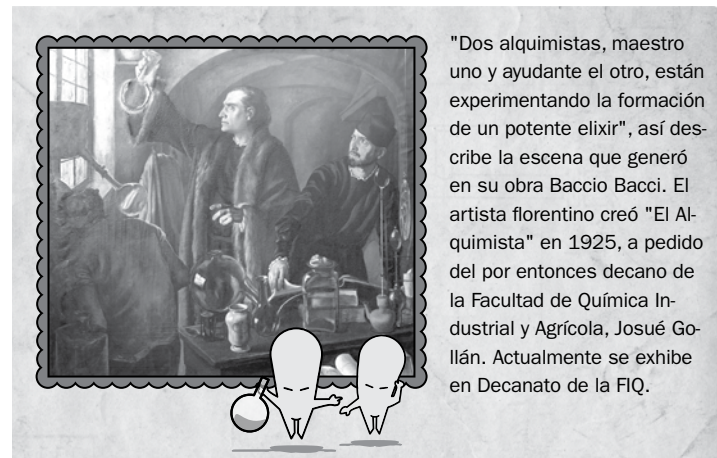 "Dos alquimistas, maestro
uno y ayudante el otro, están
experimentando la formación
de un potente elixir", así des-
cribe la escena que generó
en su obra Baccio Bacci. El
artista florentino creó "El Al-
quimista" en 1925, a pedido
del por entonces decano de
la Facultad de Química In-
dustrial y Agrícola, Josué Go-
llán. Actualmente se exhibe
en Decanato de la FIQ.